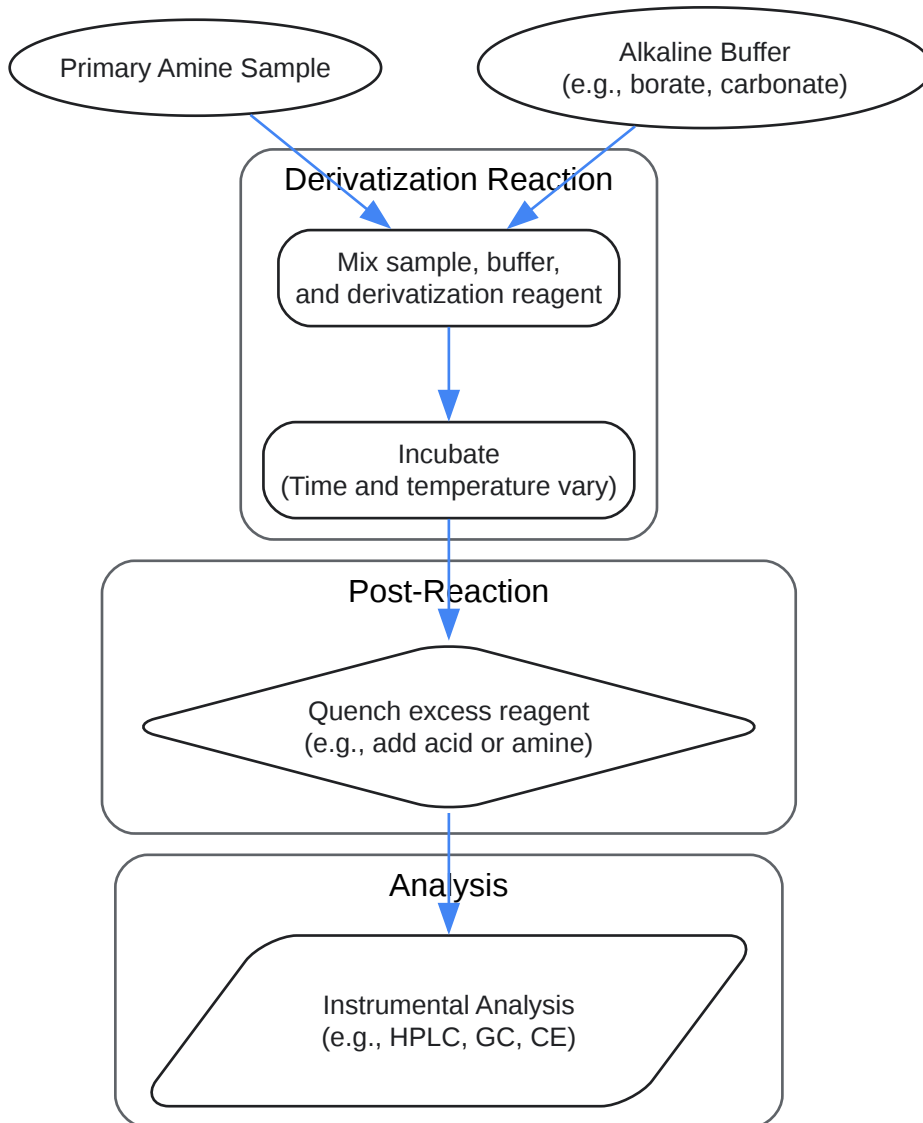 Primary Amine Sample
Alkaline Buffer
(e.g., borate, carbonate)
Derivatization Reaction
Mix sample, buffer,
and derivatization reagent
Incubate
(Time and temperature vary)
Post-Reaction
Quench excess reagent
(e.g., add acid or amine)
Analysis
Instrumental Analysis
(e.g., HPLC, GC, CE)